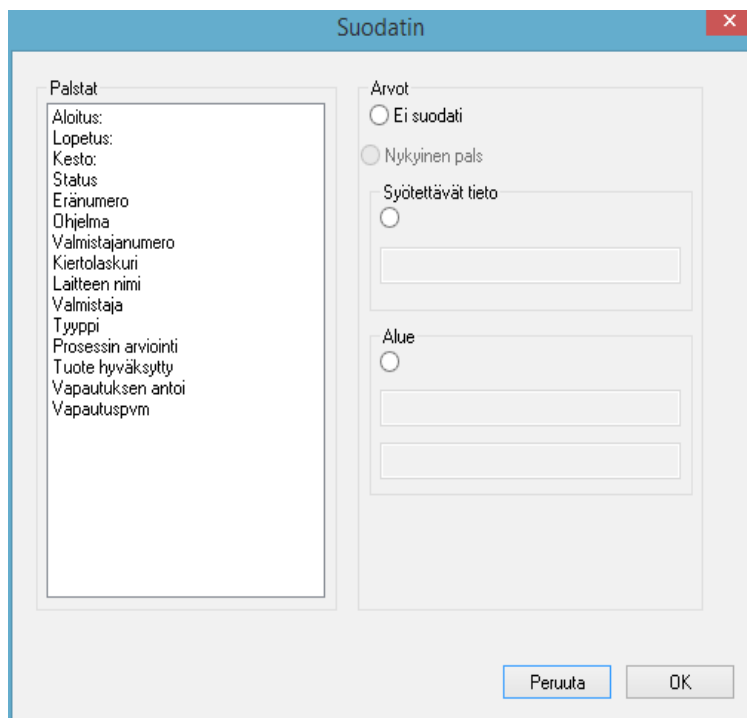 Suodatin
Palstat
Aloitus:
Lopetus:
Kesto:
Status
Eränumero
Ohjelma
Valmistajanumero
Kiertolaskuri
Laitteen nimi
Valmistaja
Tyyppi
Prosessin arviointi
Tuote hyväksytty
Vapautuksen antoi
Vapautuspvm
Arvot
Ei suodati
Nykyinen pals
Syötettävät tieto
Alue
Peruuta
OK